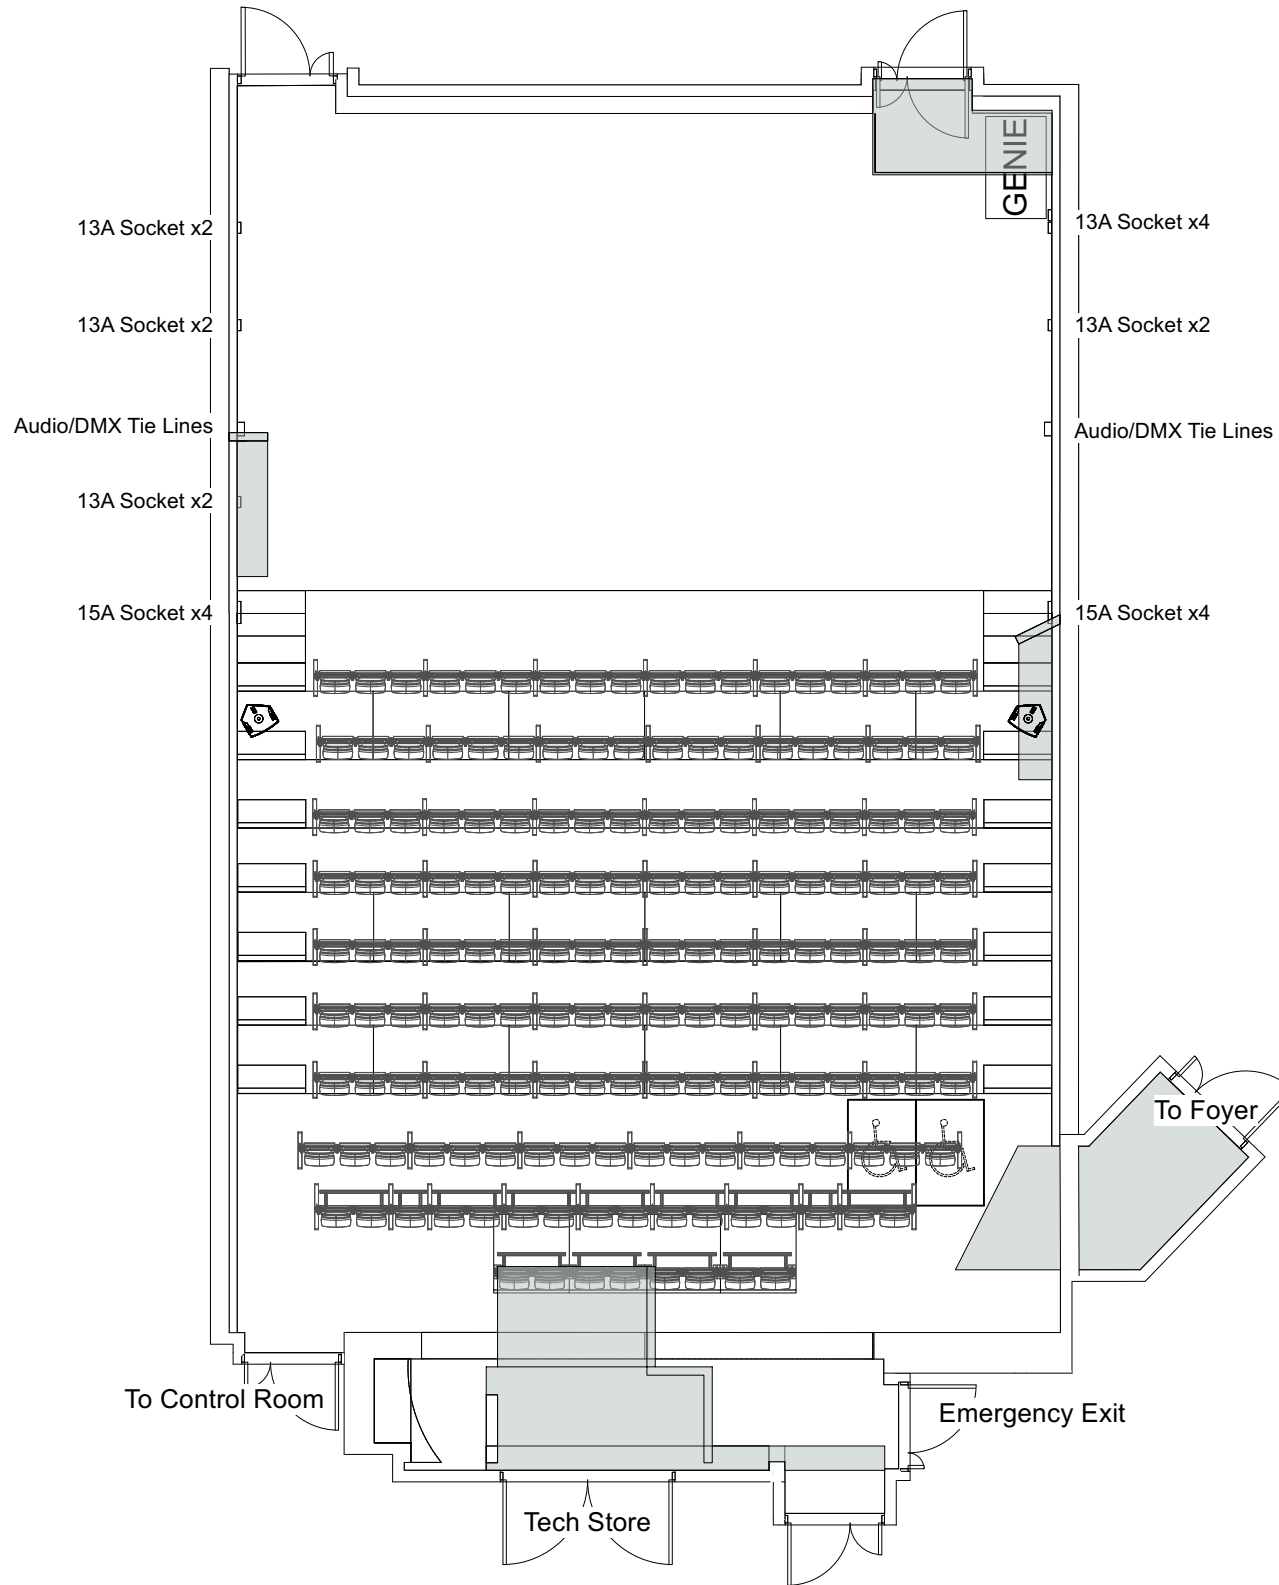 GENIE
13A Socket x2
13A Socket x4
13A Socket x2
13A Socket x2
Audio/DMX Tie Lines
Audio/DMX Tie Lines
13A Socket x2
15A Socket x4
15A Socket x4
To Foyer
To Control Room
Emergency Exit
Tech Store